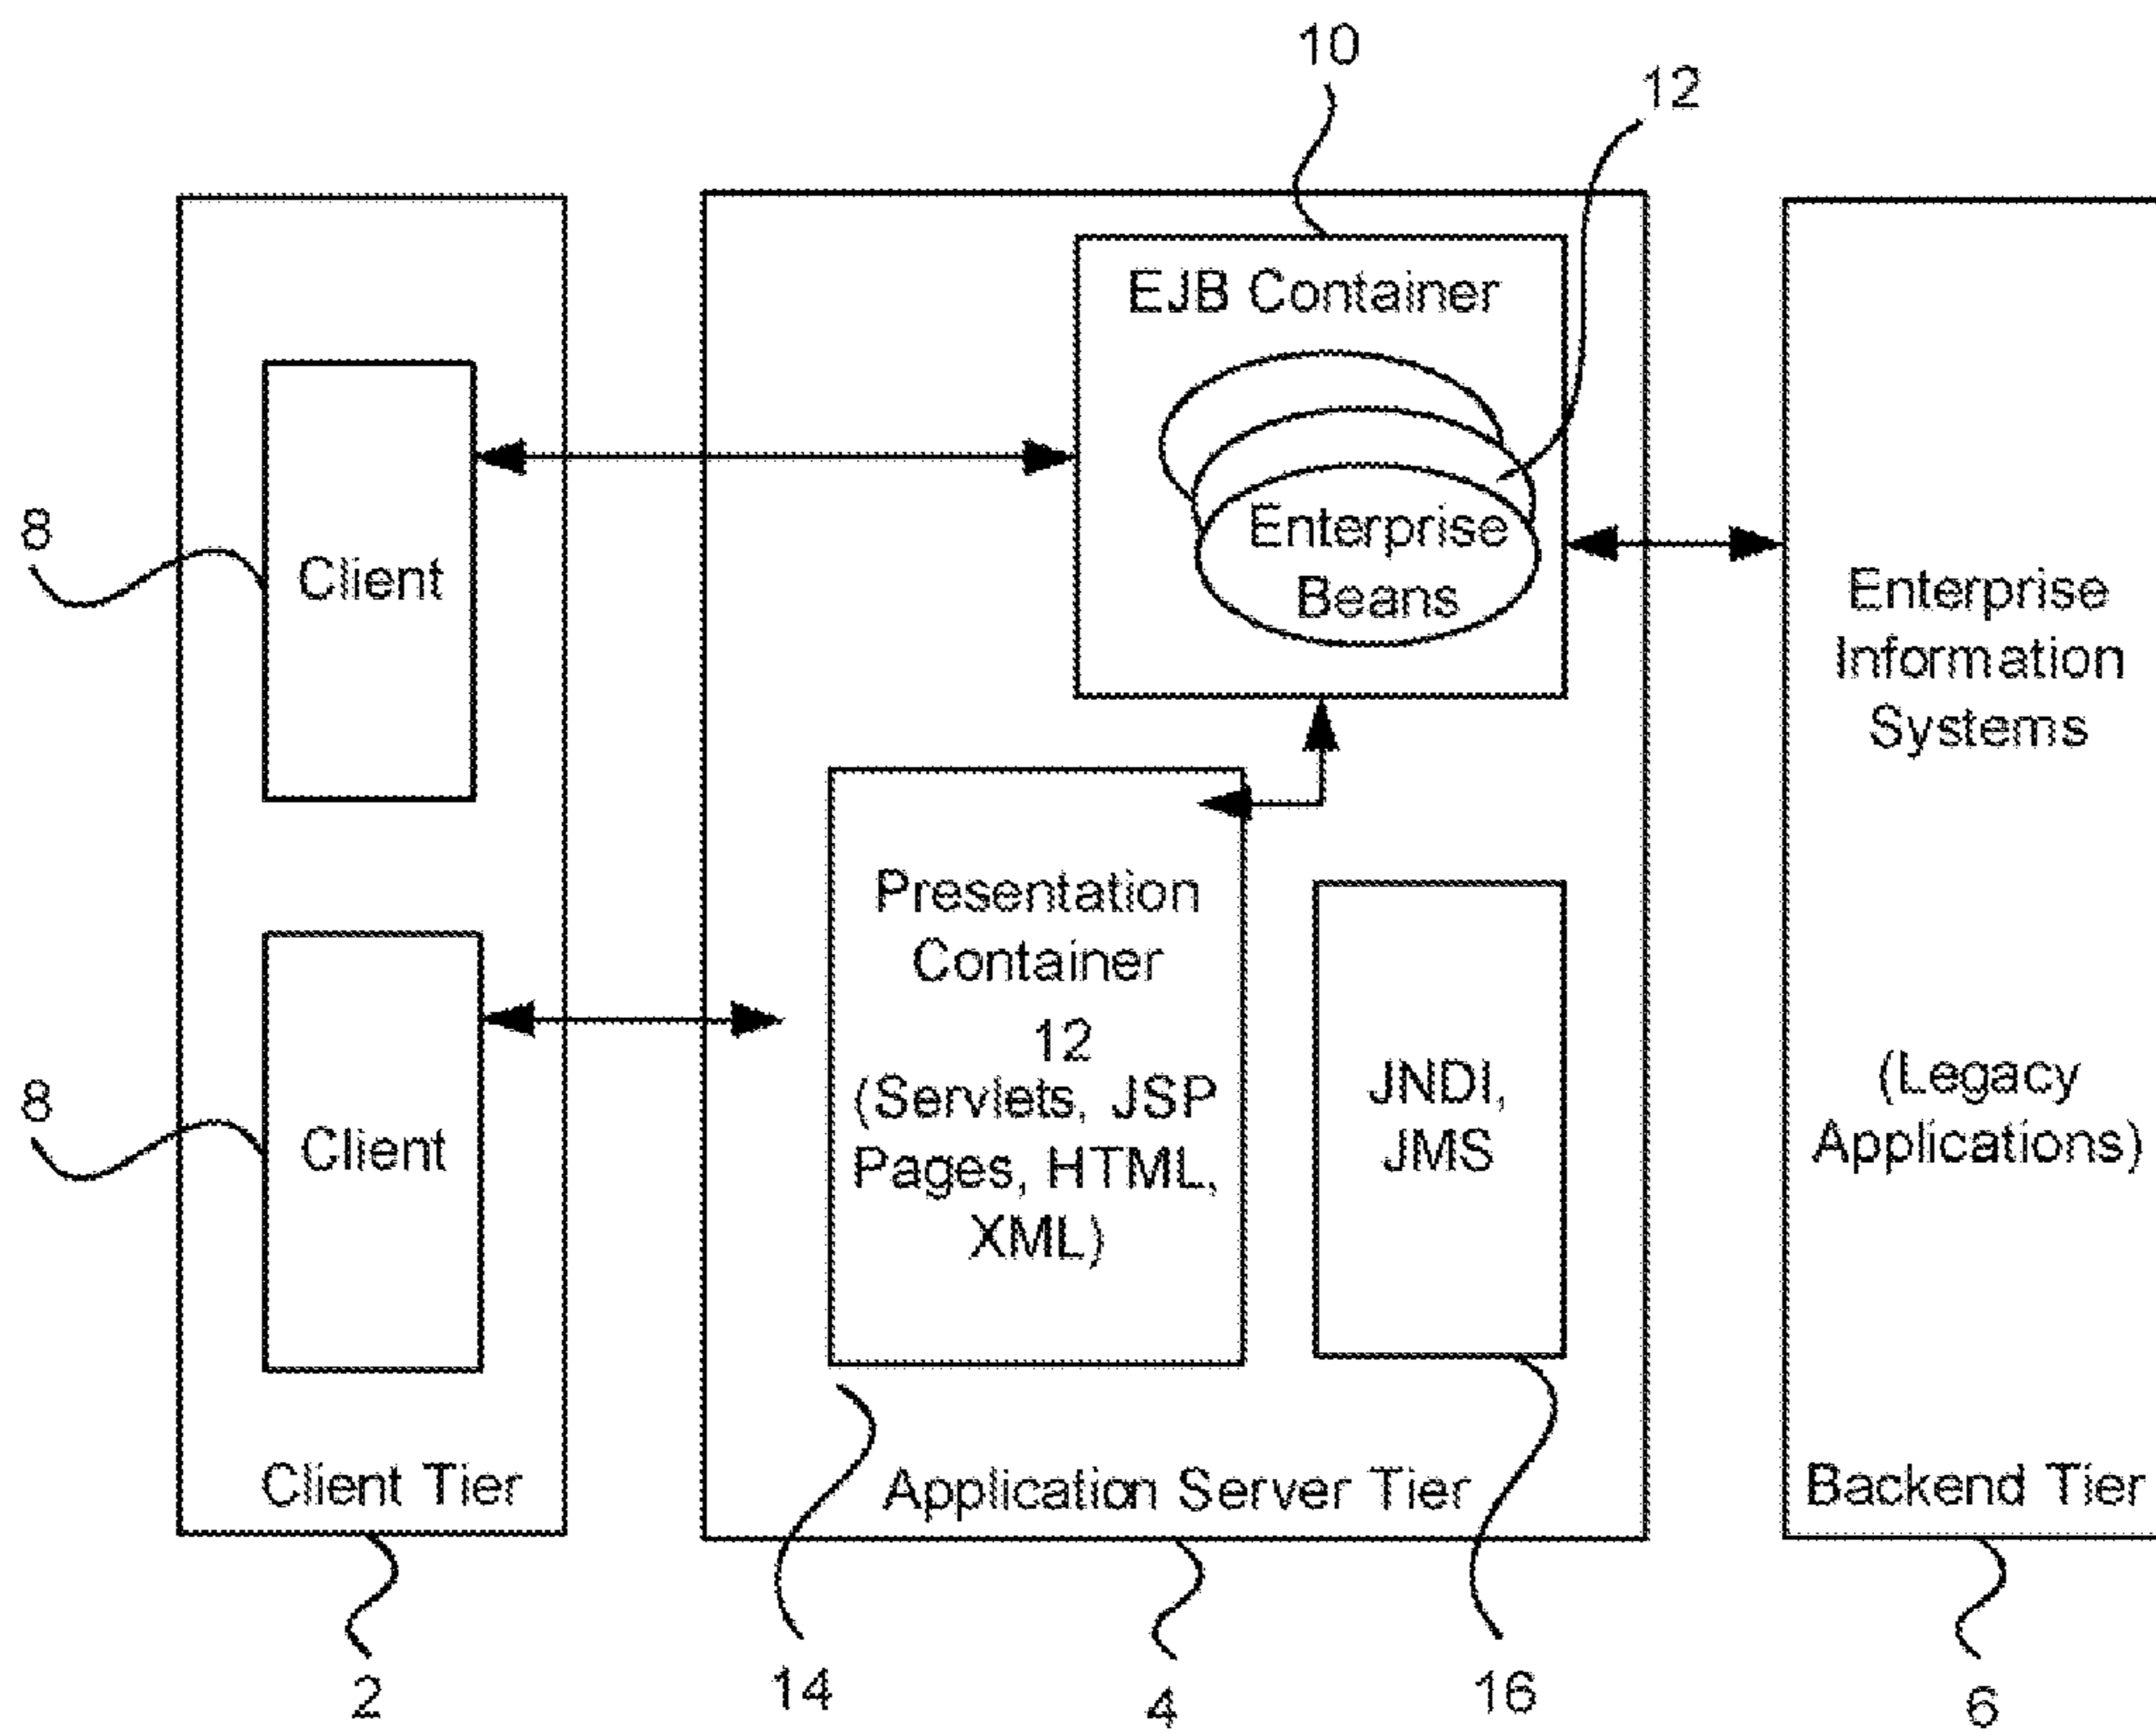 10
12
EJB Container
Enterprise
Beans
8
Client
Enterprise
Information
Systems
Presentation
Container
12
(Servlets, JSP
Pages, HTML,
XML)
JNDI,
JMS
(Legacy
Applications)
8
Client
Client Tier
Application Server Tier
Backend Tier
2
14
4
16
6